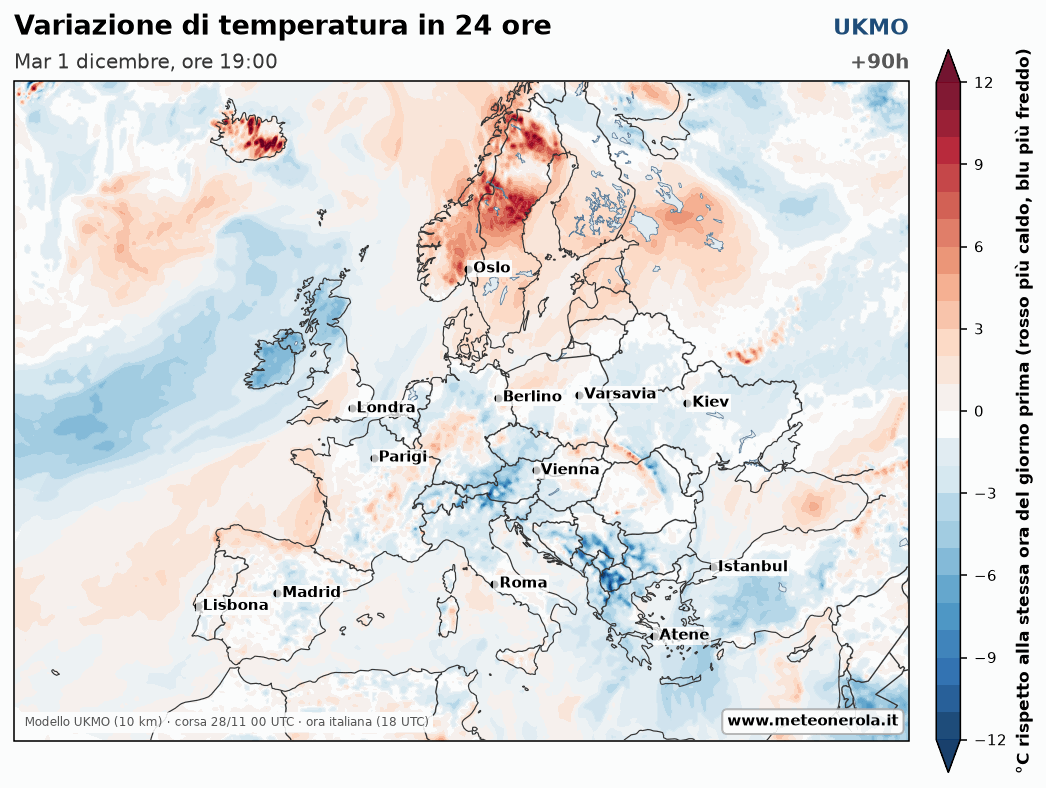 Variazione di temperatura in 24 ore
UKMO
Mar 1 dicembre, ore 19:00
+90h
Oslo
Berlino
Varsavia
Kiev
Londra
Parigi
Vienna
Istanbul
Roma
Madrid
Lisbona
Atene
Modello UKMO (10 km) · corsa 28/11 00 UTC · ora italiana (18 UTC)
www.meteonerola.it
12
9
6
3
0
−3
−6
−9
−12
°C rispetto alla stessa ora del giorno prima (rosso più caldo, blu più freddo)